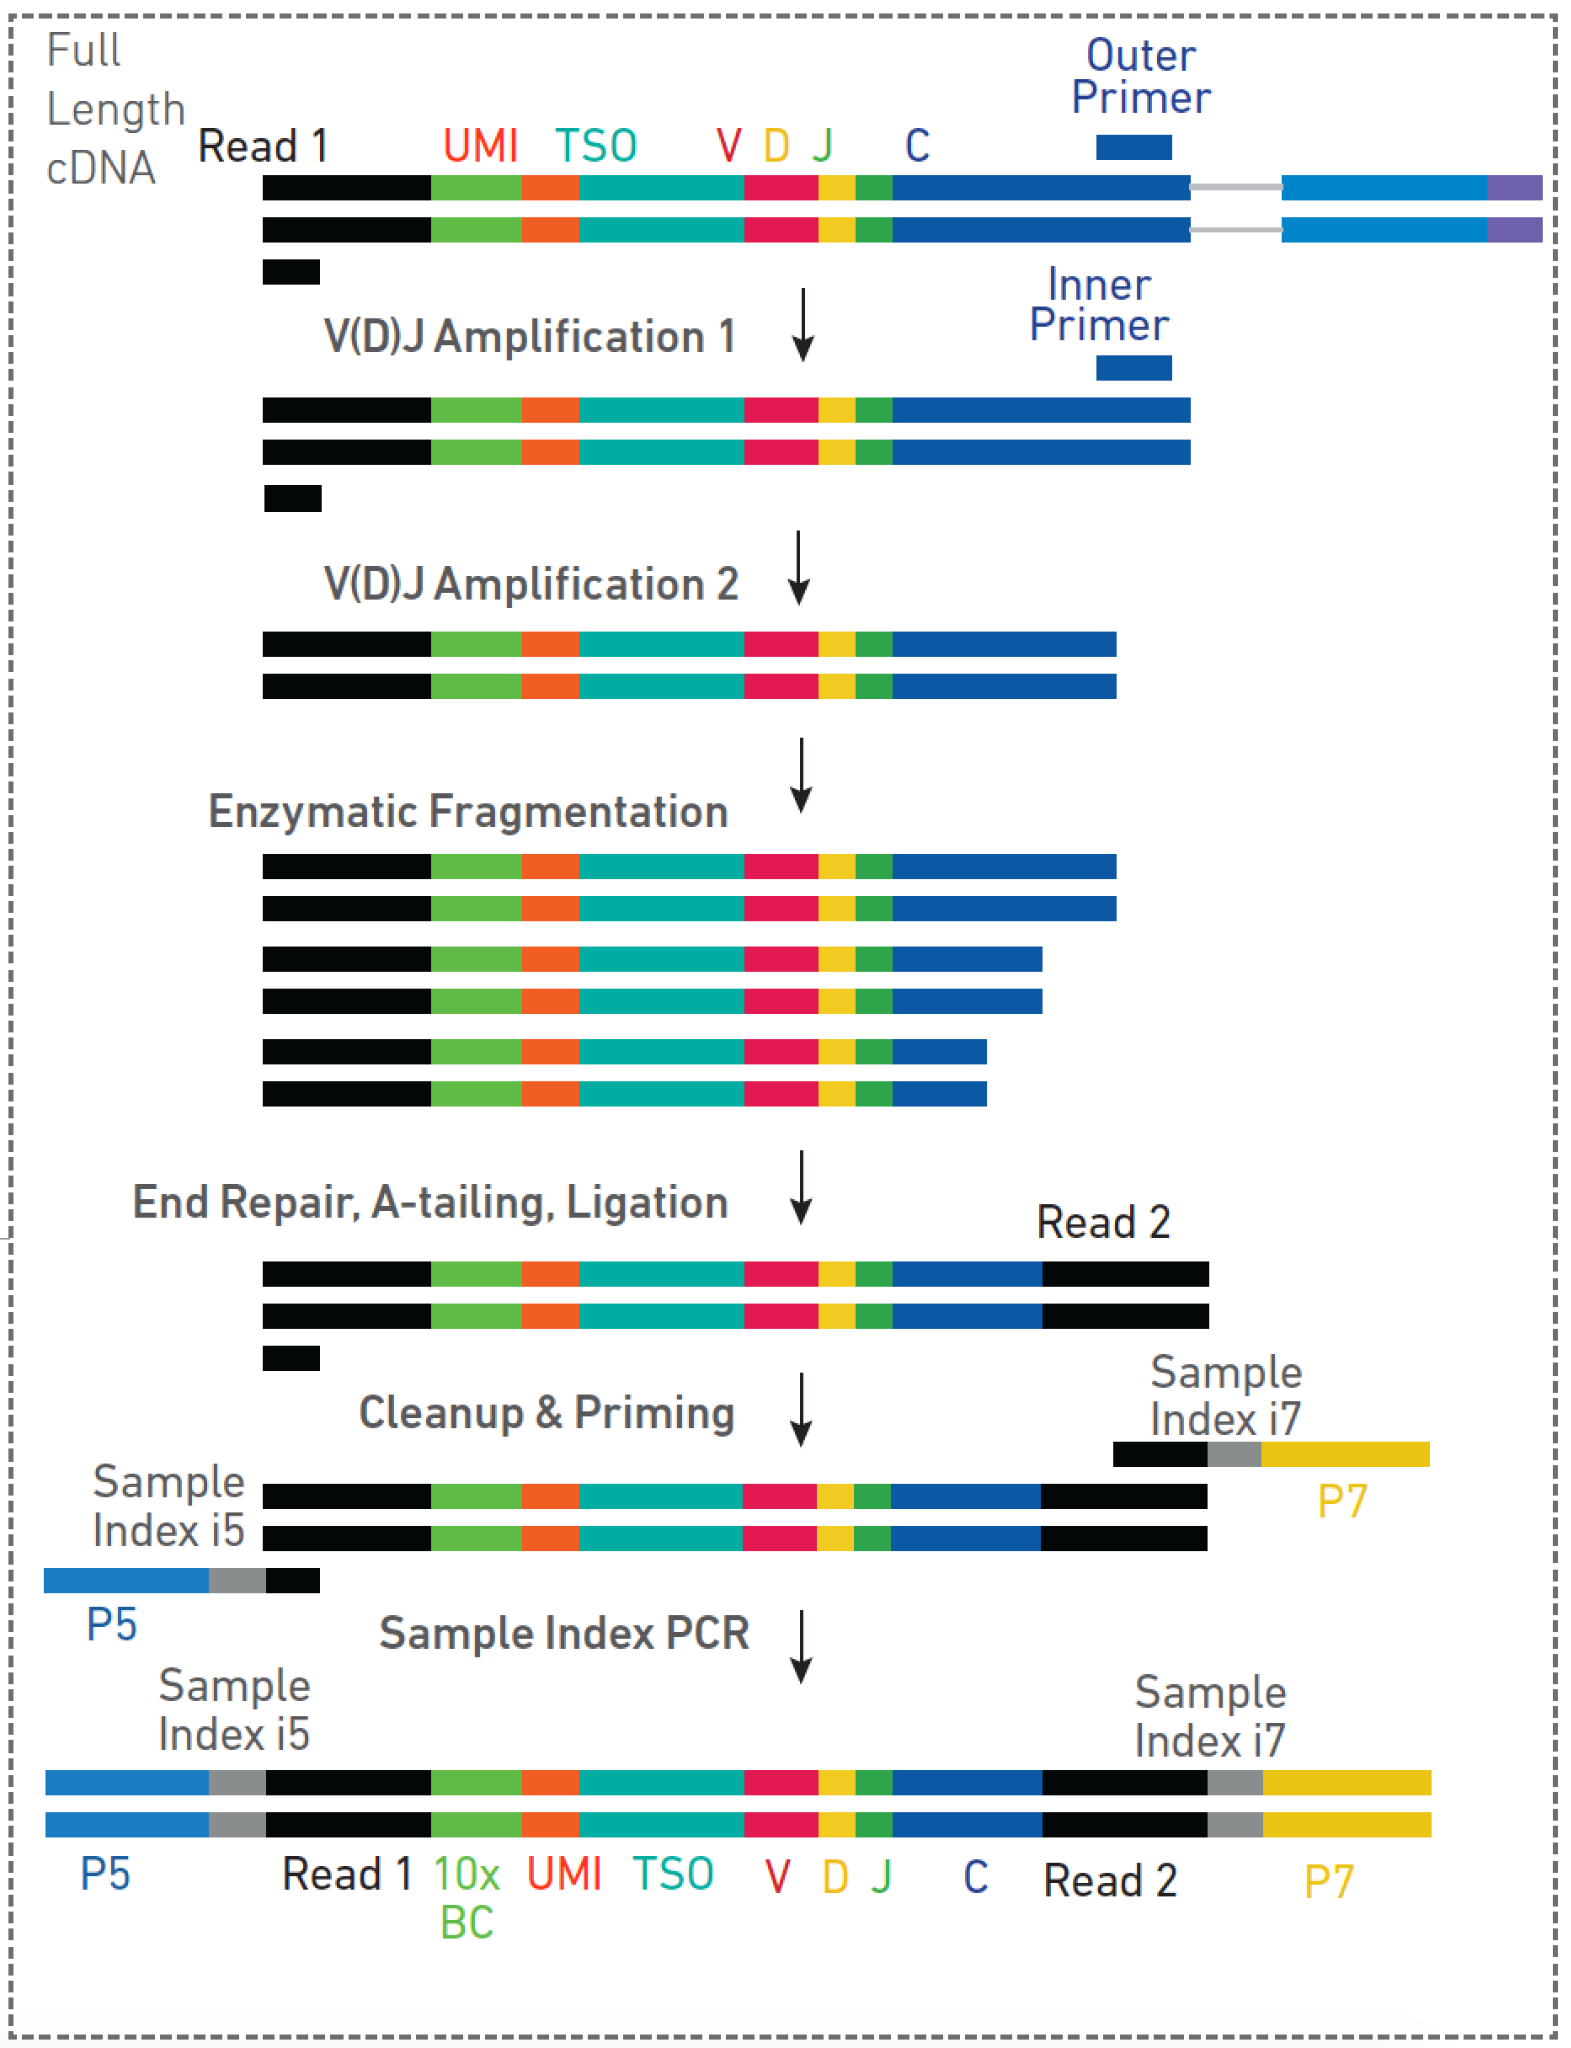 Full
Length
cDNA
Outer
Primer
Read 1
UMI
TSO
V
D
J
C
Inner
Primer
V(D)J Amplification 1
V(D)J Amplification 2
Enzymatic Fragmentation
End Repair, A-tailing, Ligation
Read 2
Cleanup & Priming
Sample
Index i7
P7
Sample
Index i5
P5
Sample Index PCR
Sample
Index i5
Sample
Index i7
P5
Read 1
10x
BC
UMI
TSO
V
D
J
C
Read 2
P7